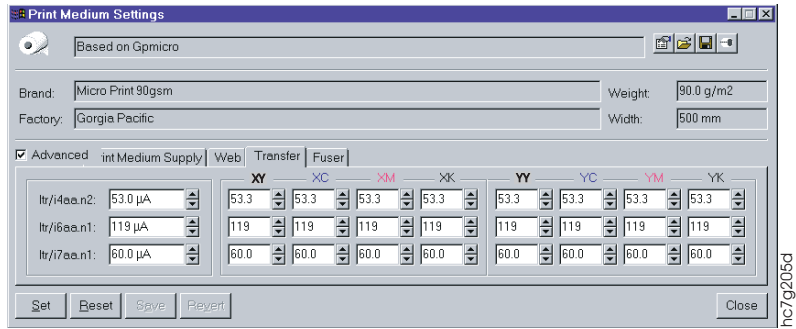 Print Medium Settings
Based on Gpmicro
Brand: Micro Print 90gsm Weight: 90.0 g/m2
Factory: Gorgia Pacific Width: 500 mm
Advanced int Medium Supply Web Transfer Fuser
XY XC XM XK YY YC YM YK
ltr/i4aa.n2: 53.0 µA 53.3 53.3 53.3 53.3 53.3 53.3 53.3 53.3
ltr/i6aa.n1: 119 µA 119 119 119 119 119 119 119 119
ltr/i7aa.n1: 60.0 µA 60.0 60.0 60.0 60.0 60.0 60.0 60.0 60.0
Set Reset Save Revert Close
hc7g205d